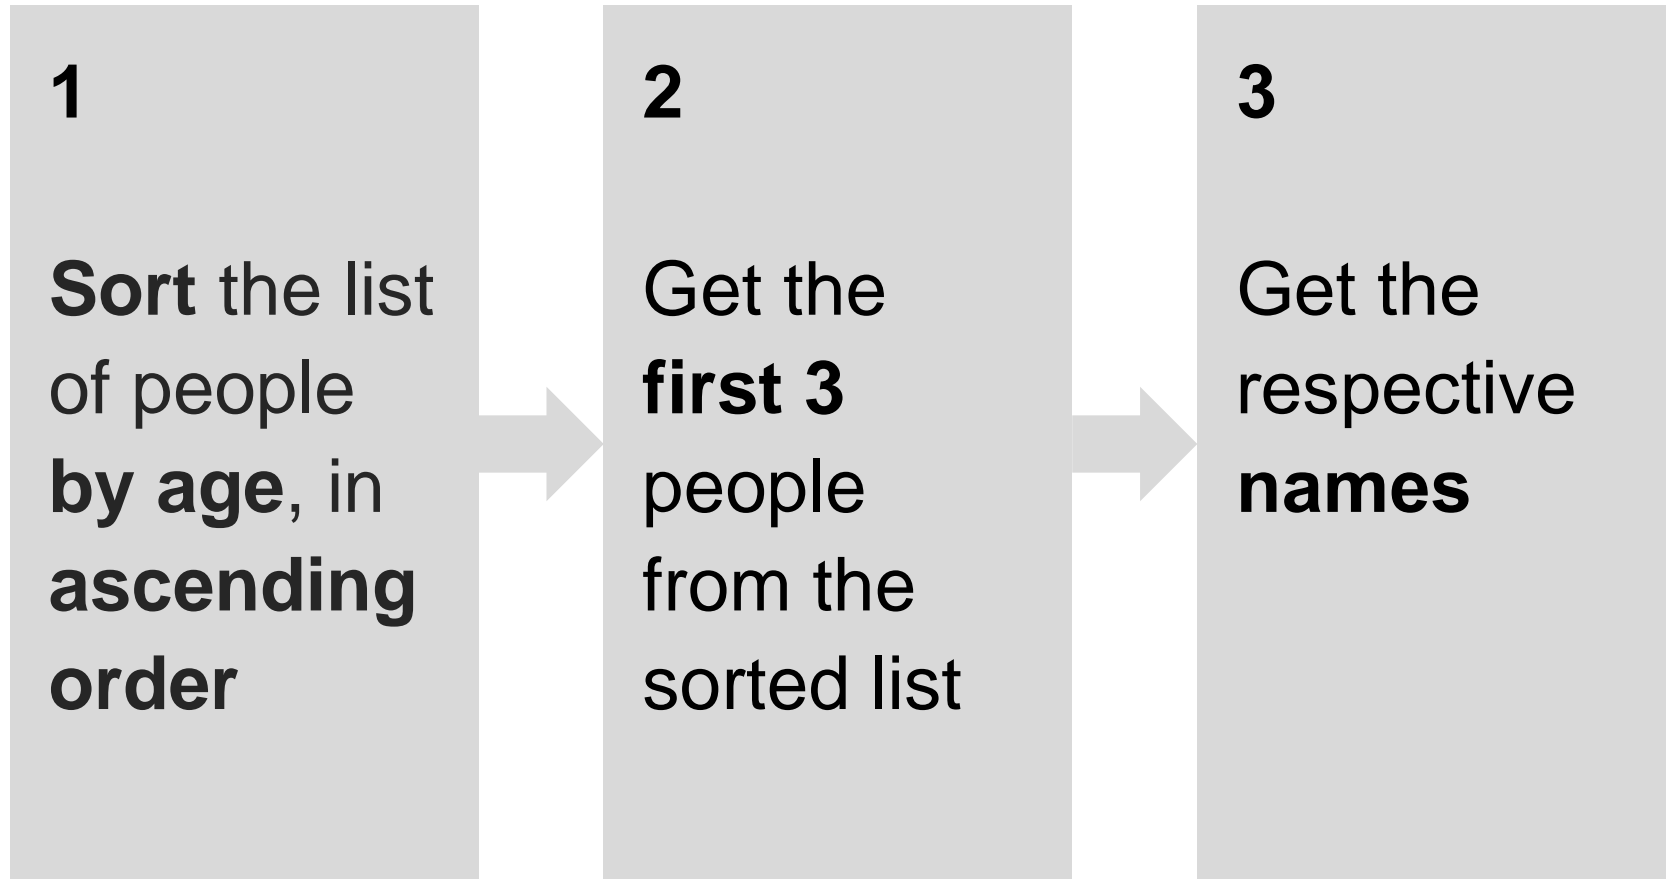 1
Sort the list
of people
by age, in
ascending
order
2
Get the
first 3
people
from the
sorted list
3
Get the
respective
names